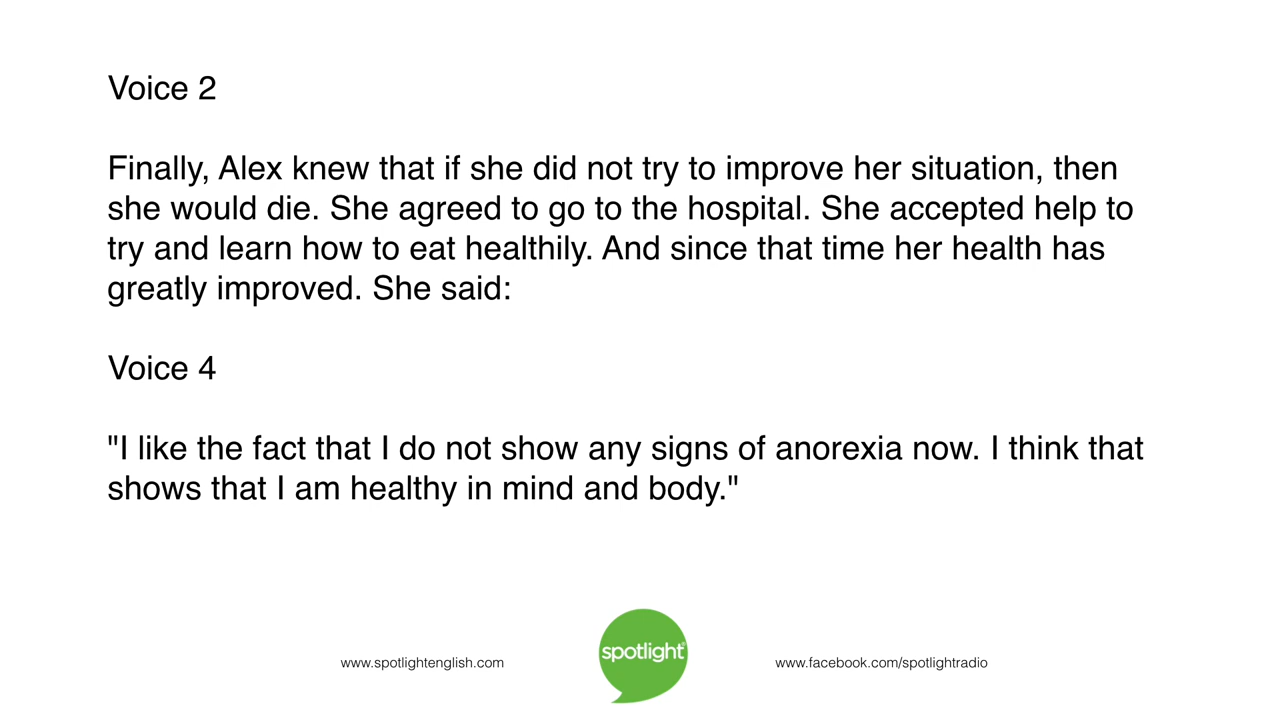 Voice 2
Finally, Alex knew that if she did not try to improve her situation, then
she would die. She agreed to go to the hospital. She accepted help to
try and learn how to eat healthily. And since that time her health has
greatly improved. She said:
Voice 4
"I like the fact that I do not show any signs of anorexia now. I think that
shows that I am healthy in mind and body."
www.spotlightenglish.com
spotlight®
www.facebook.com/spotlightradio